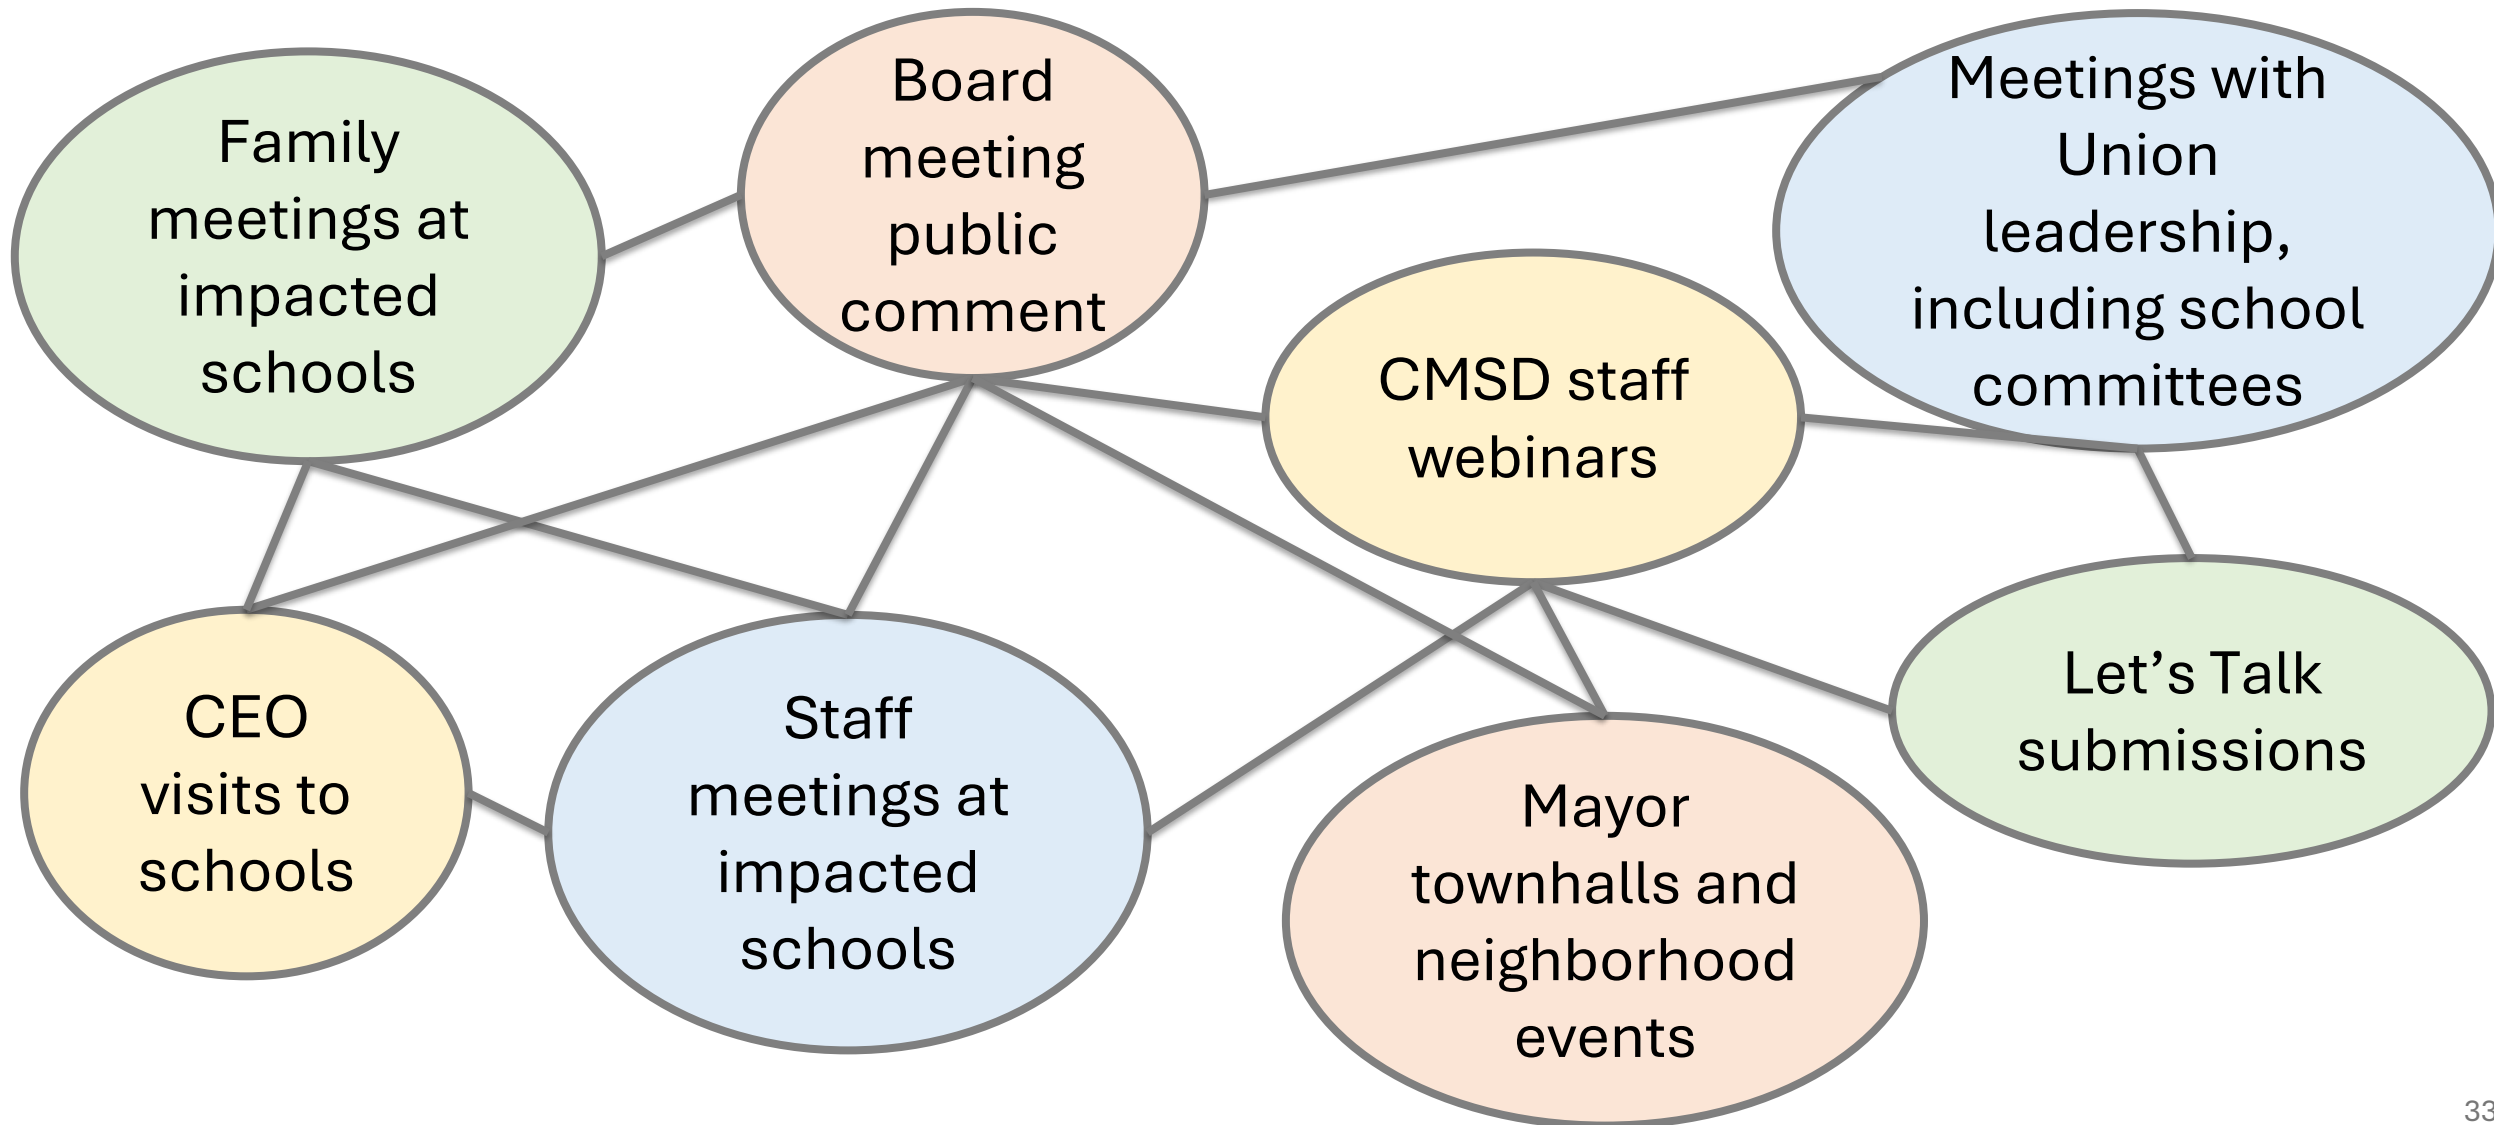 Family
meetings at
impacted
schools
Board
meeting
public
comment
Meetings with
Union
leadership,
including school
committees
CMSD staff
webinars
CEO
visits to
schools
Staff
meetings at
impacted
schools
Mayor
townhalls and
neighborhood
events
Let’s Talk
submissions
33